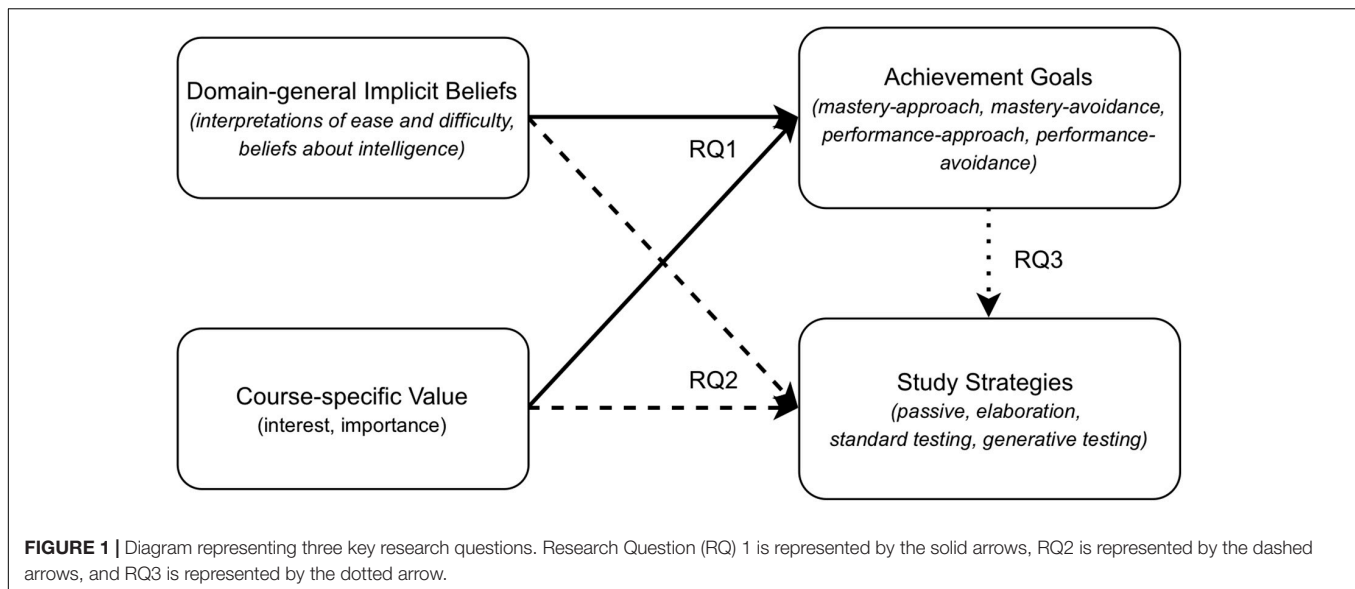 Domain-general Implicit Beliefs
(interpretations of ease and difficulty,
beliefs about intelligence)
Achievement Goals
(mastery-approach, mastery-avoidance,
performance-approach, performance-
avoidance)
RQ1
RQ3
RQ2
Course-specific Value
(interest, importance)
Study Strategies
(passive, elaboration,
standard testing, generative testing)
FIGURE 1 | Diagram representing three key research questions. Research Question (RQ) 1 is represented by the solid arrows, RQ2 is represented by the dashed
arrows, and RQ3 is represented by the dotted arrow.